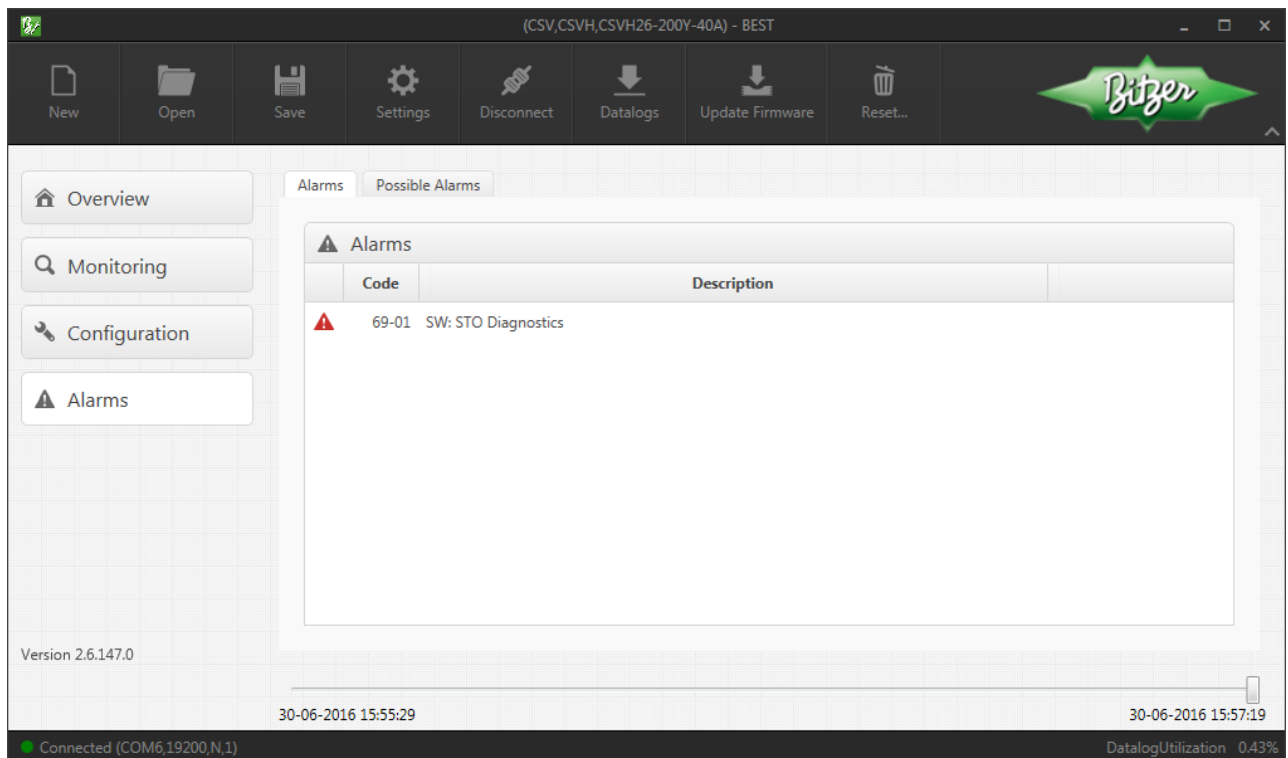 (CSV,CSVH,CSVH26-200Y-40A) - BEST
New Open Save Settings Disconnect Datalogs Update Firmware Reset...
Bitzer
Overview
Monitoring
Configuration
Alarms
Version 2.6.147.0
Alarms Possible Alarms
Alarms
Code Description
69-01 SW: STO Diagnostics
30-06-2016 15:55:29 30-06-2016 15:57:19
Connected (COM6,19200,N,1) DatalogUtilization 0.43%